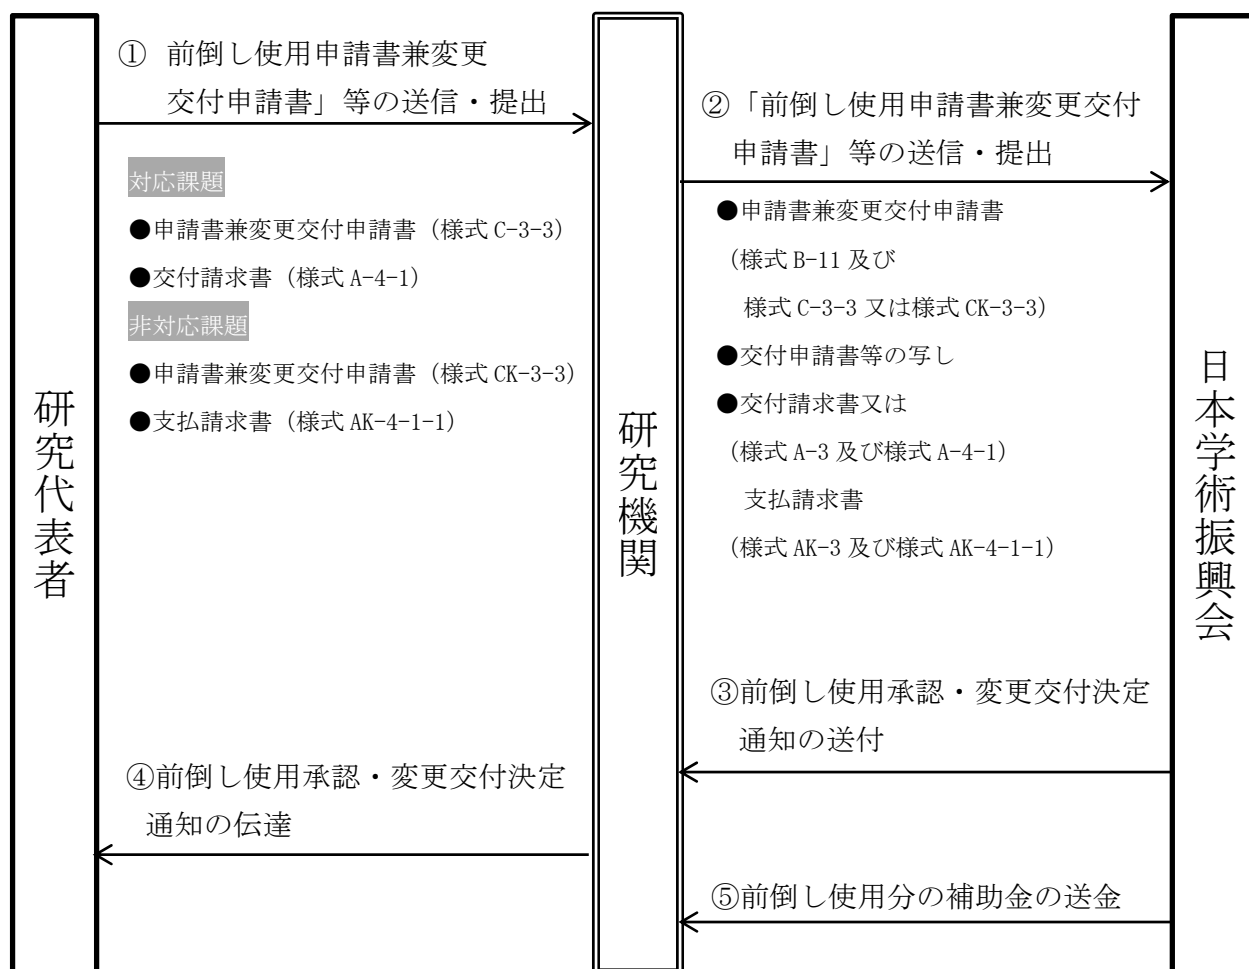 ① 前倒し使用申請書兼変更
交付申請書」等の送信・提出
対応課題
●申請書兼変更交付申請書（様式 C-3-3）
●交付請求書（様式 A-4-1）
非対応課題
●申請書兼変更交付申請書（様式 CK-3-3）
●支払請求書（様式 AK-4-1-1）
研究代表者
④前倒し使用承認・変更交付決定
通知の伝達
研究機関
②「前倒し使用申請書兼変更交付
申請書」等の送信・提出
●申請書兼変更交付申請書
（様式 B-11 及び
様式 C-3-3 又は様式 CK-3-3）
●交付申請書等の写し
●交付請求書又は
（様式 A-3 及び様式 A-4-1）
支払請求書
（様式 AK-3 及び様式 AK-4-1-1）
③前倒し使用承認・変更交付決定
通知の送付
⑤前倒し使用分の補助金の送金
日本学術振興会